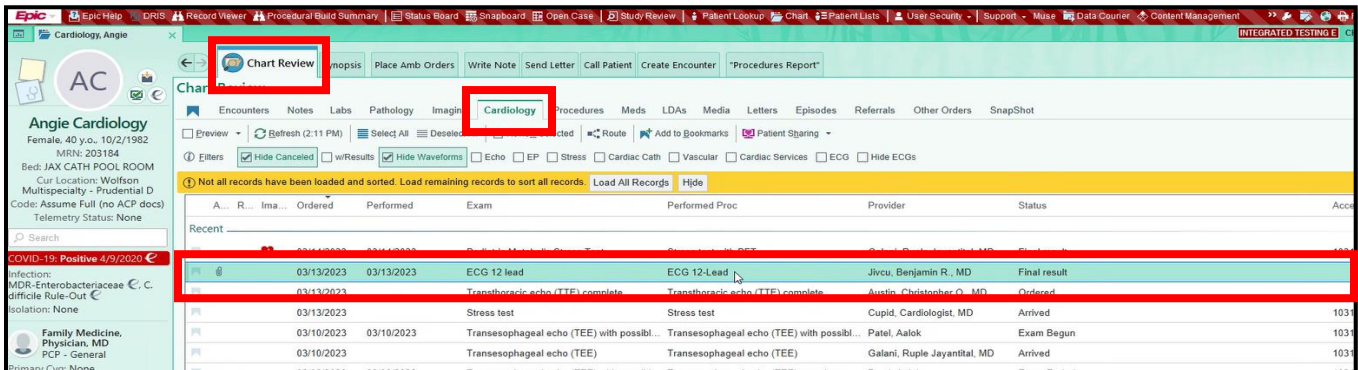 Epic Epic Help DRIS Record Viewer Procedural Build Summary Status Board Snapboard Open Case Study Review Patient Lookup Chart Patient Lists User Security Support Muse Data Courier Content Management
Cardiology, Angie
INTEGRATED TESTING E
Chart Review Synopsis Place Amb Orders Write Note Send Letter Call Patient Create Encounter "Procedures Report"
Encounters Notes Labs Pathology Cardiology Procedures Meds LDAs Media Letters Episodes Referrals Other Orders SnapShot
Preview Refresh (2:11 PM) Select All Route Add to Bookmarks Patient Sharing
Filters Hide Canceled w/Results Hide Waveforms Echo EP Stress Cardiac Cath Vascular Cardiac Services ECG Hide ECGs
Not all records have been loaded and sorted. Load remaining records to sort all records. Load All Records Hide
A... R... Ima... Ordered Performed Exam Performed Proc Provider Status
Recent
03/13/2023 03/13/2023 ECG 12 lead ECG 12-Lead Jivcu, Benjamin R., MD Final result
03/13/2023 Transthoracic echo (TTE) complete Transthoracic echo (TTE) complete Austin, Christopher O., MD Ordered
03/13/2023 Stress test Stress test Cupid, Cardiologist, MD Arrived 1031
03/10/2023 03/10/2023 Transesophageal echo (TEE) with possibl... Transesophageal echo (TEE) with possibl... Patel, Aalok Exam Begun 1031
03/10/2023 Transesophageal echo (TEE) Transesophageal echo (TEE) Galani, Ruple Jayantital, MD Arrived 1031
AC
Angie Cardiology
Female, 40 y.o., 10/2/1982
MRN: 203184
Bed: JAX CATH POOL ROOM
Cur Location: Wolfson
Multispecialty - Prudential D
Code: Assume Full (no ACP docs)
Telemetry Status: None
Search
COVID-19: Positive 4/9/2020
Infection:
MDR-Enterobacteriaceae, C.
difficile Rule-Out
Isolation: None
Family Medicine,
Physician, MD
PCP - General